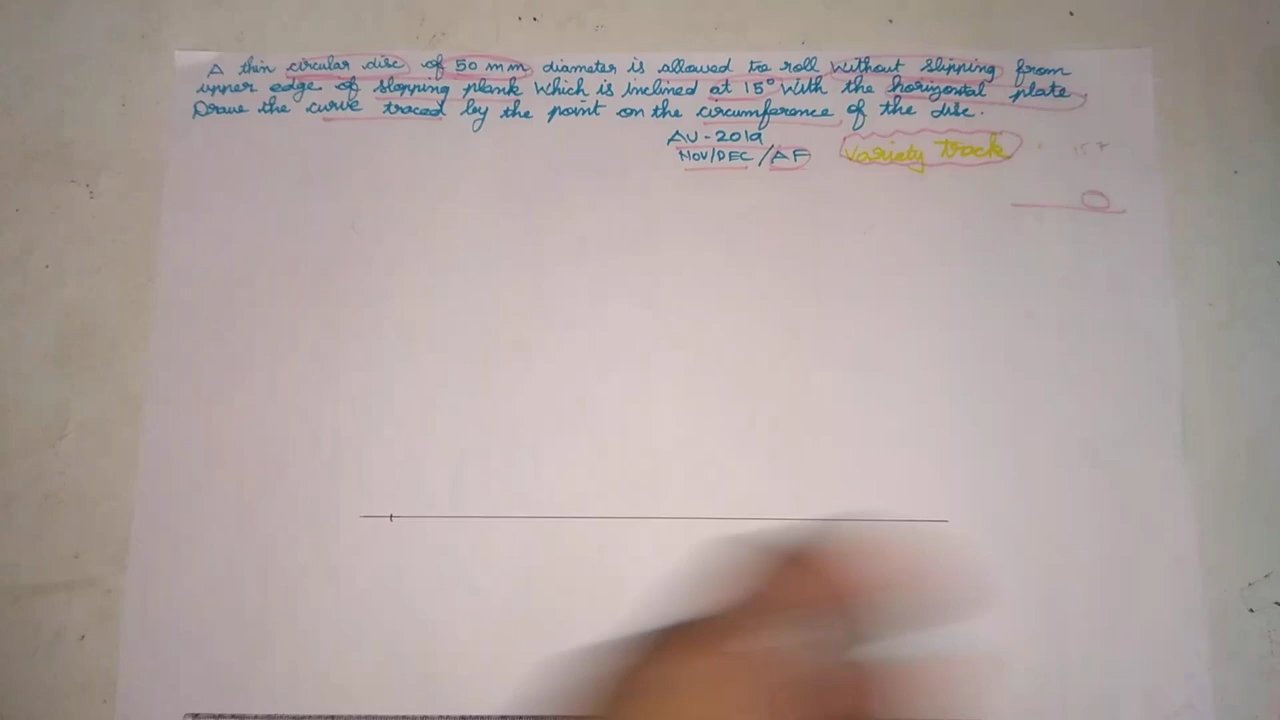 A thin circular disc of 50 mm diameter is allowed to roll without slipping from
upper edge of slopping plank which is inclined at 15° with the horizontal plate.
Draw the curve traced by the point on the circumference of the disc.
AU-2019
NOV/DEC/AF
Variety track